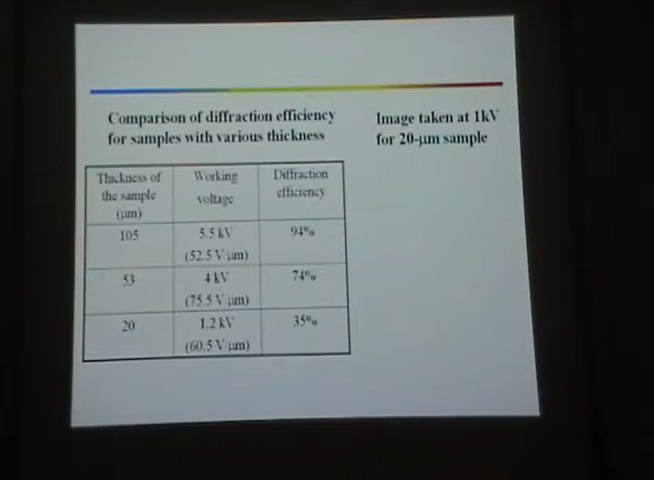 Comparison of diffraction efficiency
for samples with various thickness
Image taken at 1kV
for 20-μm sample
Thickness of
the sample
(μm)
Working
voltage
Diffraction
efficiency
105
5.5 kV
(52.5 V/μm)
94%
53
4 kV
(75.5 V/μm)
74%
20
1.2 kV
(60.5 V/μm)
35%